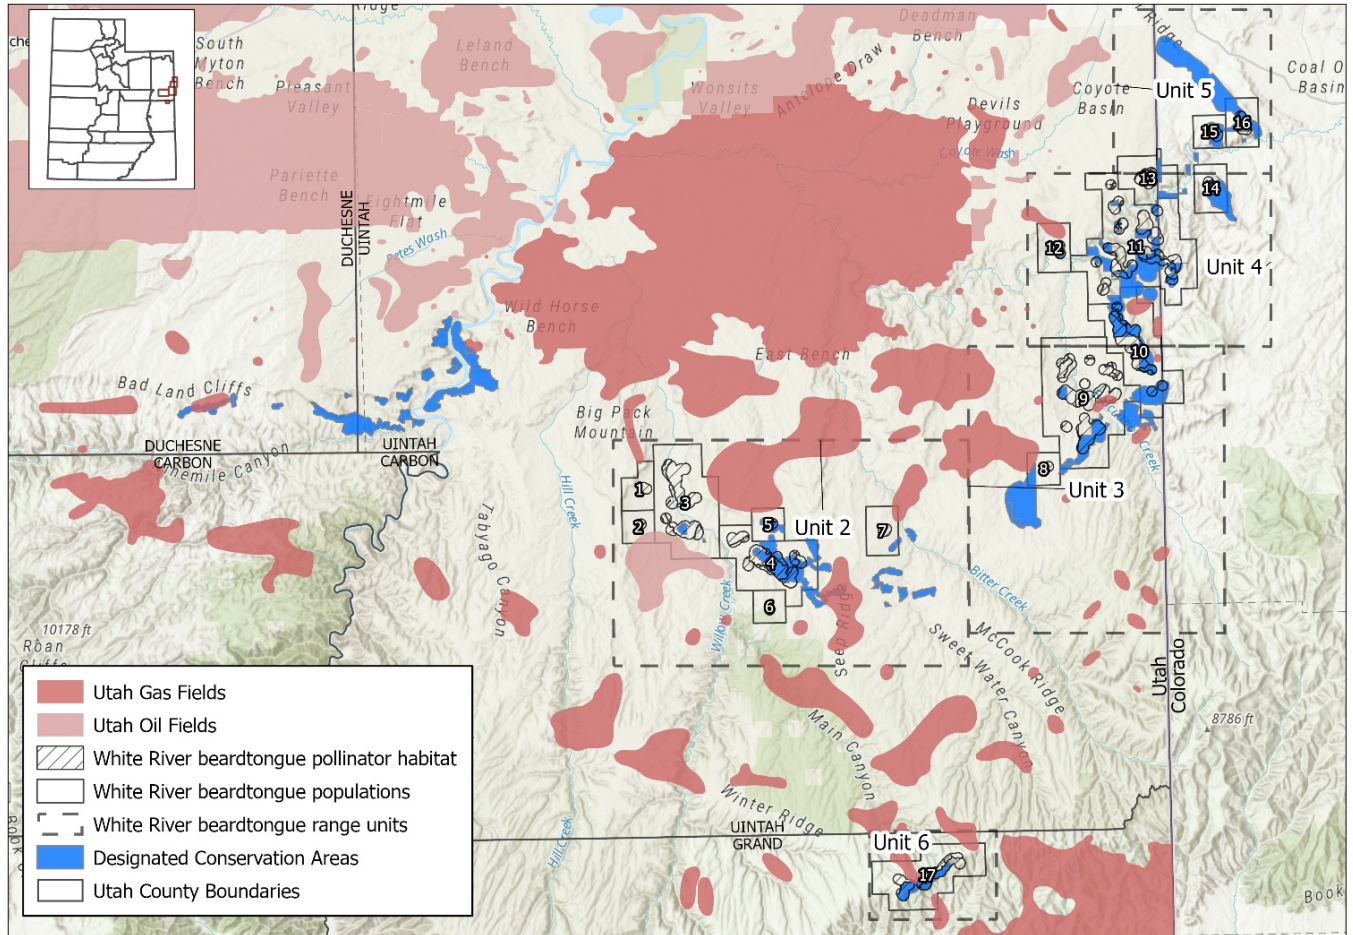 Ridge
Ridge
che
South
Myton
Bench
Leland
Bench
Deadman
Bench
Pleasant
Valley
Wonsits
Valley
Antelope Draw
Coal O
Basin
Coyote
Basin
Unit 5
Devils
Playground
Coyote Wash
16
15
13
14
Pariette
Bench
Eightmile
Flat
DUCHESNE
UINTAH
Petes Wash
12
11
Unit 4
Wild Horse
Bench
East Bench
10
Bad Land Cliffs
9
Big Pack
Mountain
DUCHESNE
CARBON
UINTAH
CARBON
Ninemile Canyon
Creek
8
Unit 3
1
3
2
5
Unit 2
7
4
6
Hill Creek
Tabyago Canyon
Willow Creek
Seep Ridge
Bitter Creek
McCook Ridge
Sweet Water Canyon
10178 ft
Roan
Cliffs
Utah
Colorado
8786 ft
Main Canyon
Winter Ridge
Hill Creek
UINTAH
GRAND
Unit 6
17
Book
Book
Utah Gas Fields
Utah Oil Fields
White River beardtongue pollinator habitat
White River beardtongue populations
White River beardtongue range units
Designated Conservation Areas
Utah County Boundaries